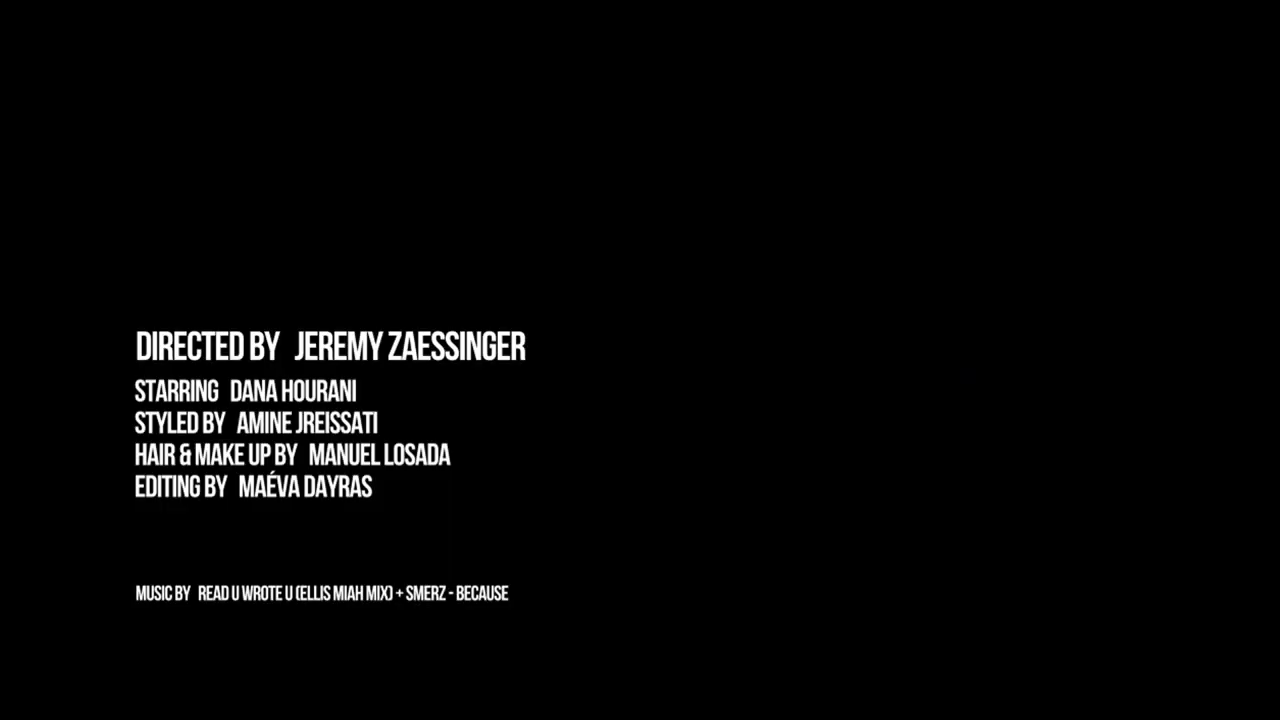 DIRECTED BY JEREMY ZAESSINGER
STARRING DANA HOURANI
STYLED BY AMINE JREISSATI
HAIR & MAKE UP BY MANUEL LOSADA
EDITING BY MAÉVA DAYRAS
MUSIC BY READ U WROTE U (ELLIS MIAH MIX) + SMERZ - BECAUSE